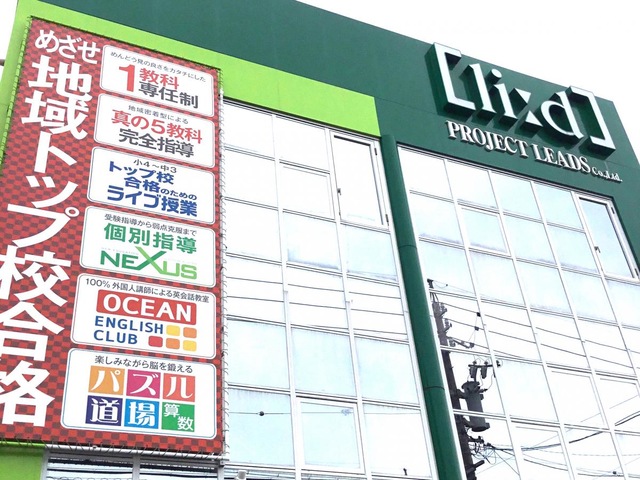 めざせ
地域トップ校合格
めんどう見の良さをカタチにした
1教科
専任制
地域密着型による
真の5教科
完全指導
小4～中3
トップ校
合格のための
ライブ授業
受験指導から弱点克服まで
個別指導
NEXUS
100% 外国人講師による英会話教室
OCEAN
ENGLISH
CLUB
楽しみながら脳を鍛える
パズル
道場 算数
[lixd]
PROJECT LEADS Co.,Ltd.